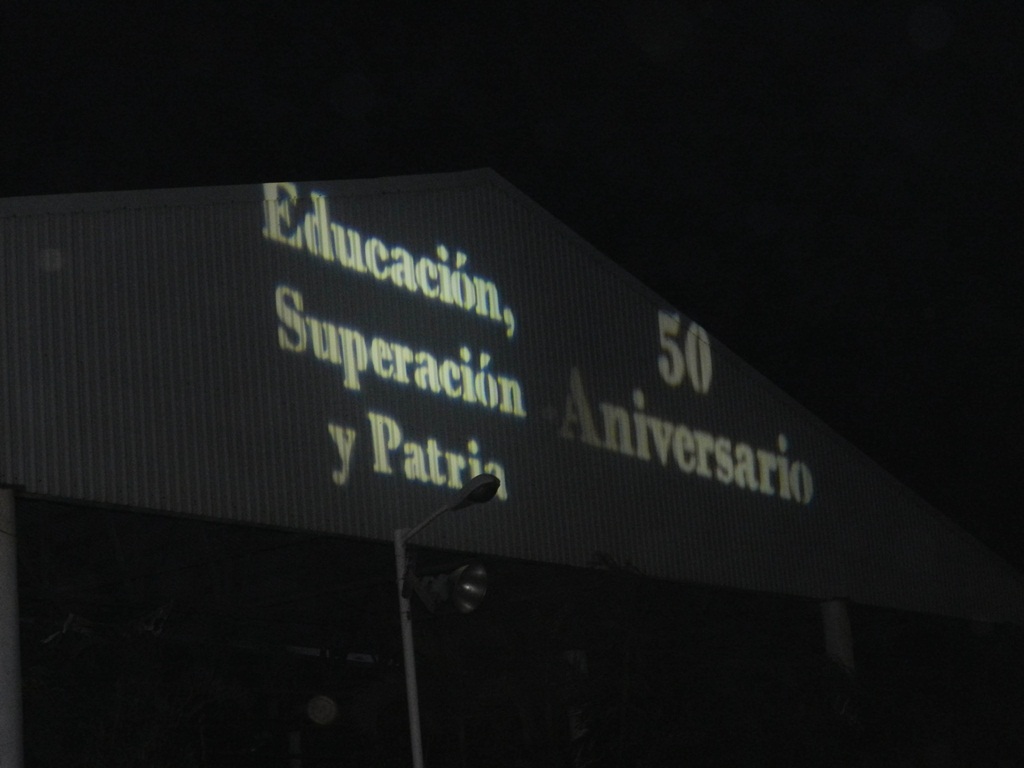 Educación,
Superación
y Patria
50
Aniversario